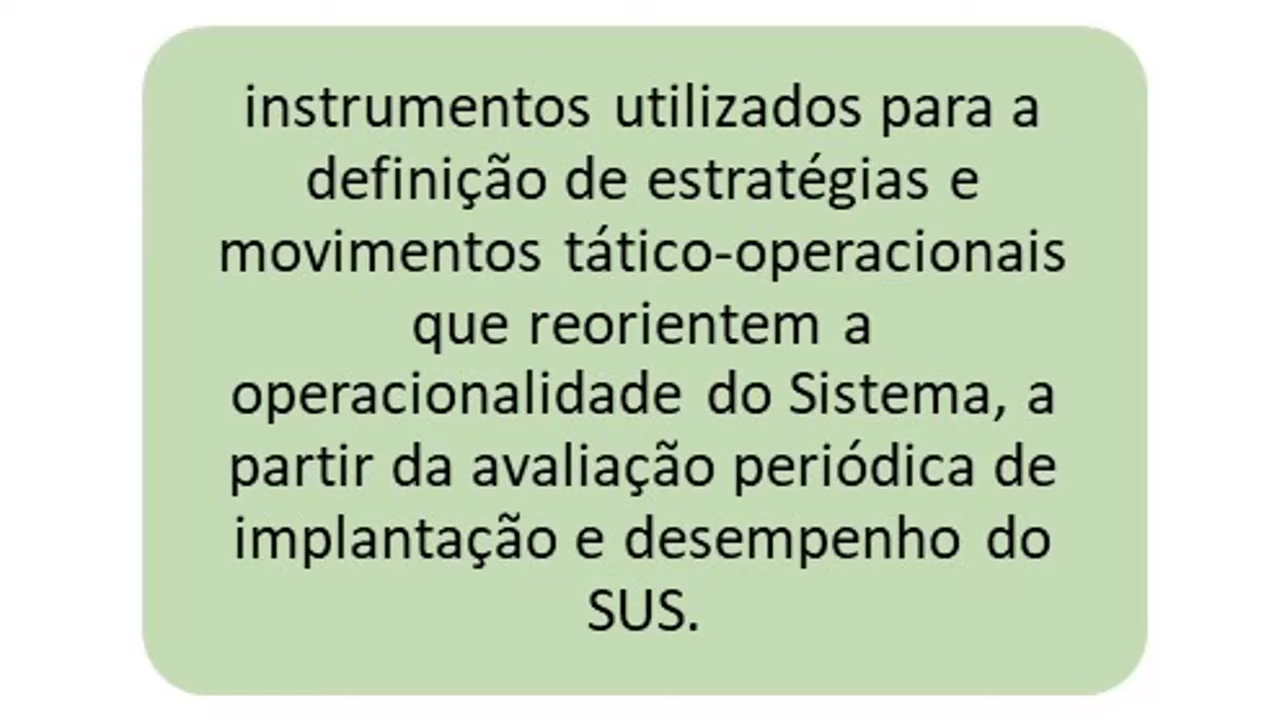 instrumentos utilizados para a
definição de estratégias e
movimentos tático-operacionais
que reorientem a
operacionalidade do Sistema, a
partir da avaliação periódica de
implantação e desempenho do
SUS.